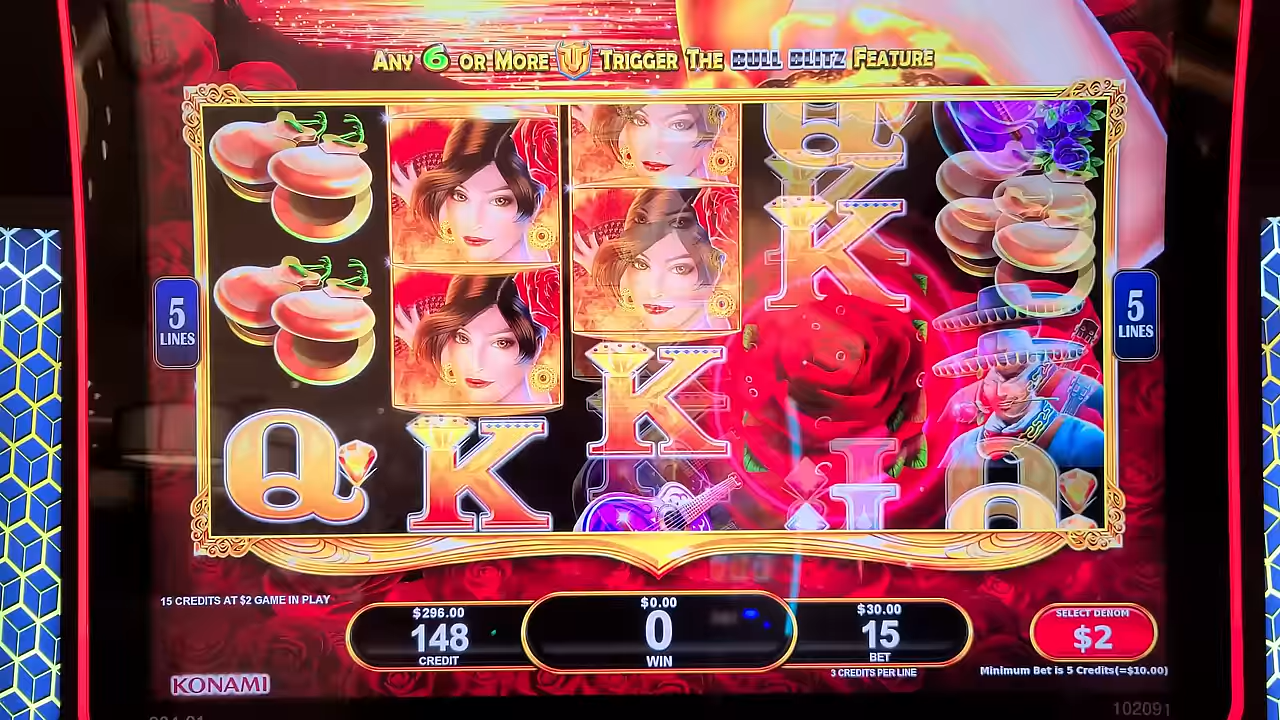 ANY 6 OR MORE TRIGGER THE BULL BLITZ FEATURE
K
5
LINES
5
LINES
K
Q
K
15 CREDITS AT $2 GAME IN PLAY
$296.00
148
CREDIT
$0.00
0
WIN
$30.00
15
BET
3 CREDITS PER LINE
SELECT DENOM
$2
Minimum Bet is 5 Credits(=$10.00)
KONAMI
102091